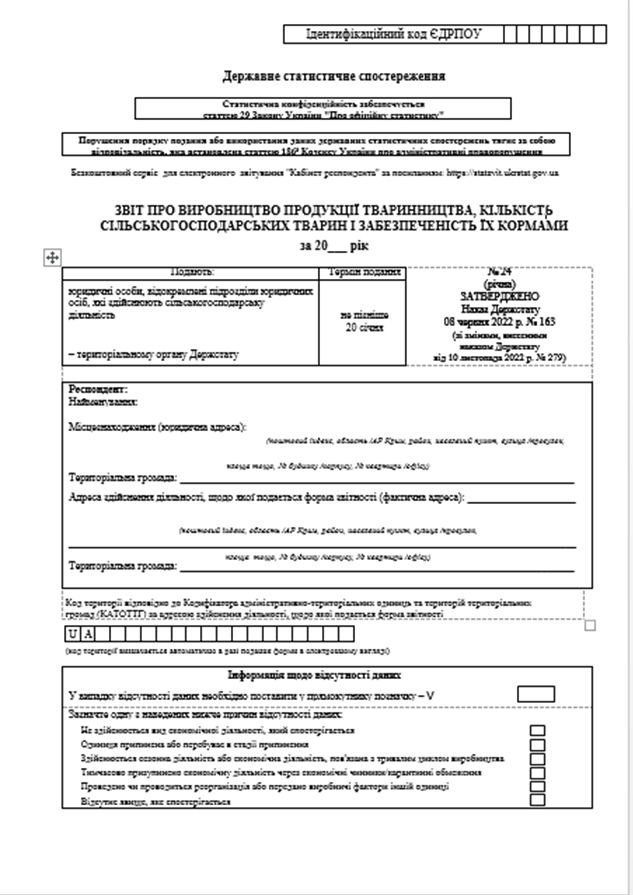 Ідентифікаційний код ЄДРПОУ
Державне статистичне спостереження
Статистична конфіденційність забезпечується
статтею 29 Закону України "Про офіційну статистику"
Порушення порядку подання або використання даних державних статистичних спостережень тягне за собою
відповідальність, яка встановлена статтею 186³ Кодексу України про адміністративні правопорушення
Безкоштовний сервіс для електронного звітування "Кабінет респондента" за посиланням: https://statzvit.ukrstat.gov.ua
ЗВІТ ПРО ВИРОБНИЦТВО ПРОДУКЦІЇ ТВАРИННИЦТВА, КІЛЬКІСТЬ
СІЛЬСЬКОГОСПОДАРСЬКИХ ТВАРИН І ЗАБЕЗПЕЧЕНІСТЬ ЇХ КОРМАМИ
за 20___ рік
Подають:
Термін подання
юридичні особи, відокремлені підрозділи юридичних
осіб, які здійснюють сільськогосподарську
діяльність
– територіальному органу Держстату
не пізніше
20 січня
№ 24
(річна)
ЗАТВЕРДЖЕНО
Наказ Держстату
08 червня 2022 р. № 163
(зі змінами, внесеними
наказом Держстату
від 10 листопада 2022 р. № 279)
Респондент:
Найменування:
Місцезнаходження (юридична адреса):
(поштовий індекс, область /АР Крим, район, населений пункт, вулиця /провулок,
площа тощо, № будинку /корпусу, № квартири /офісу)
Територіальна громада:
Адреса здійснення діяльності, щодо якої подається форма звітності (фактична адреса):
(поштовий індекс, область /АР Крим, район, населений пункт, вулиця /провулок,
площа тощо, № будинку /корпусу, № квартири /офісу)
Територіальна громада:
Код території відповідно до Кодифікатора адміністративно-територіальних одиниць та територій територіальних
громад (КАТОТТГ) за адресою здійснення діяльності, щодо якої подається форма звітності
U A
(код території визначається автоматично в разі подання форми в електронному вигляді)
Інформація щодо відсутності даних
У випадку відсутності даних необхідно поставити у прямокутнику позначку – V
Зазначте одну з наведених нижче причин відсутності даних:
Не здійснюється вид економічної діяльності, який спостерігається
Одиниця припинена або перебуває в стадії припинення
Здійснюється сезонна діяльність або економічна діяльність, пов'язана з тривалим циклом виробництва
Тимчасово призупинено економічну діяльність через економічні чинники/карантинні обмеження
Проведено чи проводиться реорганізація або передано виробничі фактори іншій одиниці
Відсутнє явище, яке спостерігається